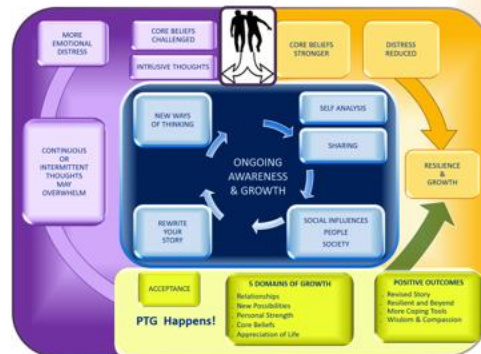 MORE
EMOTIONAL
DISTRESS
CORE BELIEFS
CHALLENGED
INTRUSIVE THOUGHTS
CORE BELIEFS
STRONGER
DISTRESS
REDUCED
CONTINUOUS
OR
INTERMITTENT
THOUGHTS
MAY
OVERWHELM
NEW WAYS
OF THINKING
SELF ANALYSIS
SHARING
ONGOING
AWARENESS
& GROWTH
REWRITE
YOUR
STORY
SOCIAL INFLUENCES
PEOPLE
SOCIETY
RESILIENCE
&
GROWTH
ACCEPTANCE
PTG Happens!
5 DOMAINS OF GROWTH
. Relationships
. New Possibilities
. Personal Strength
. Core Beliefs
. Appreciation of Life
POSITIVE OUTCOMES
. Revised Story
. Resilient and Beyond
. More Coping Tools
. Wisdom & Compassion